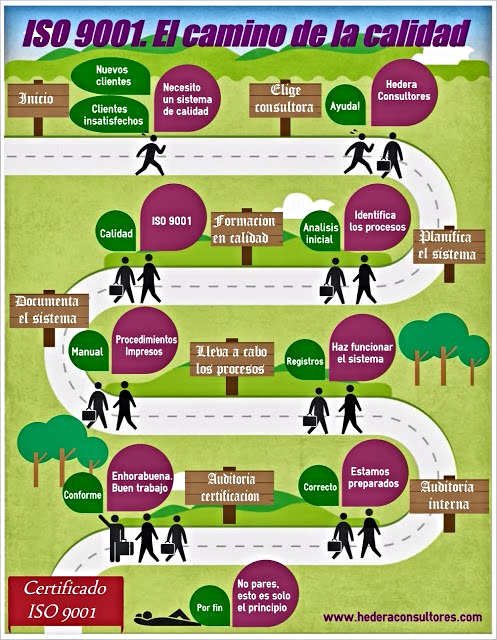 ISO 9001. El camino de la calidad
Inicio
Nuevos
clientes
Clientes
insatisfechos
Necesito
un sistema
de calidad
Elige
consultora
Ayuda!
Hedera
Consultores
Planifica
el sistema
Identifica
los procesos
Analisis
inicial
Formacion
en calidad
ISO 9001
Calidad
Documenta
el sistema
Manual
Procedimientos
Impresos
Lleva a cabo
los procesos
Registros
Haz funcionar
el sistema
Auditoria
interna
Estamos
preparados
Correcto
Auditoria
certificacion
Enhorabuena.
Buen trabajo
Conforme
Certificado
ISO 9001
Por fin
No pares,
esto es solo
el principio
www.hederaconsultores.com